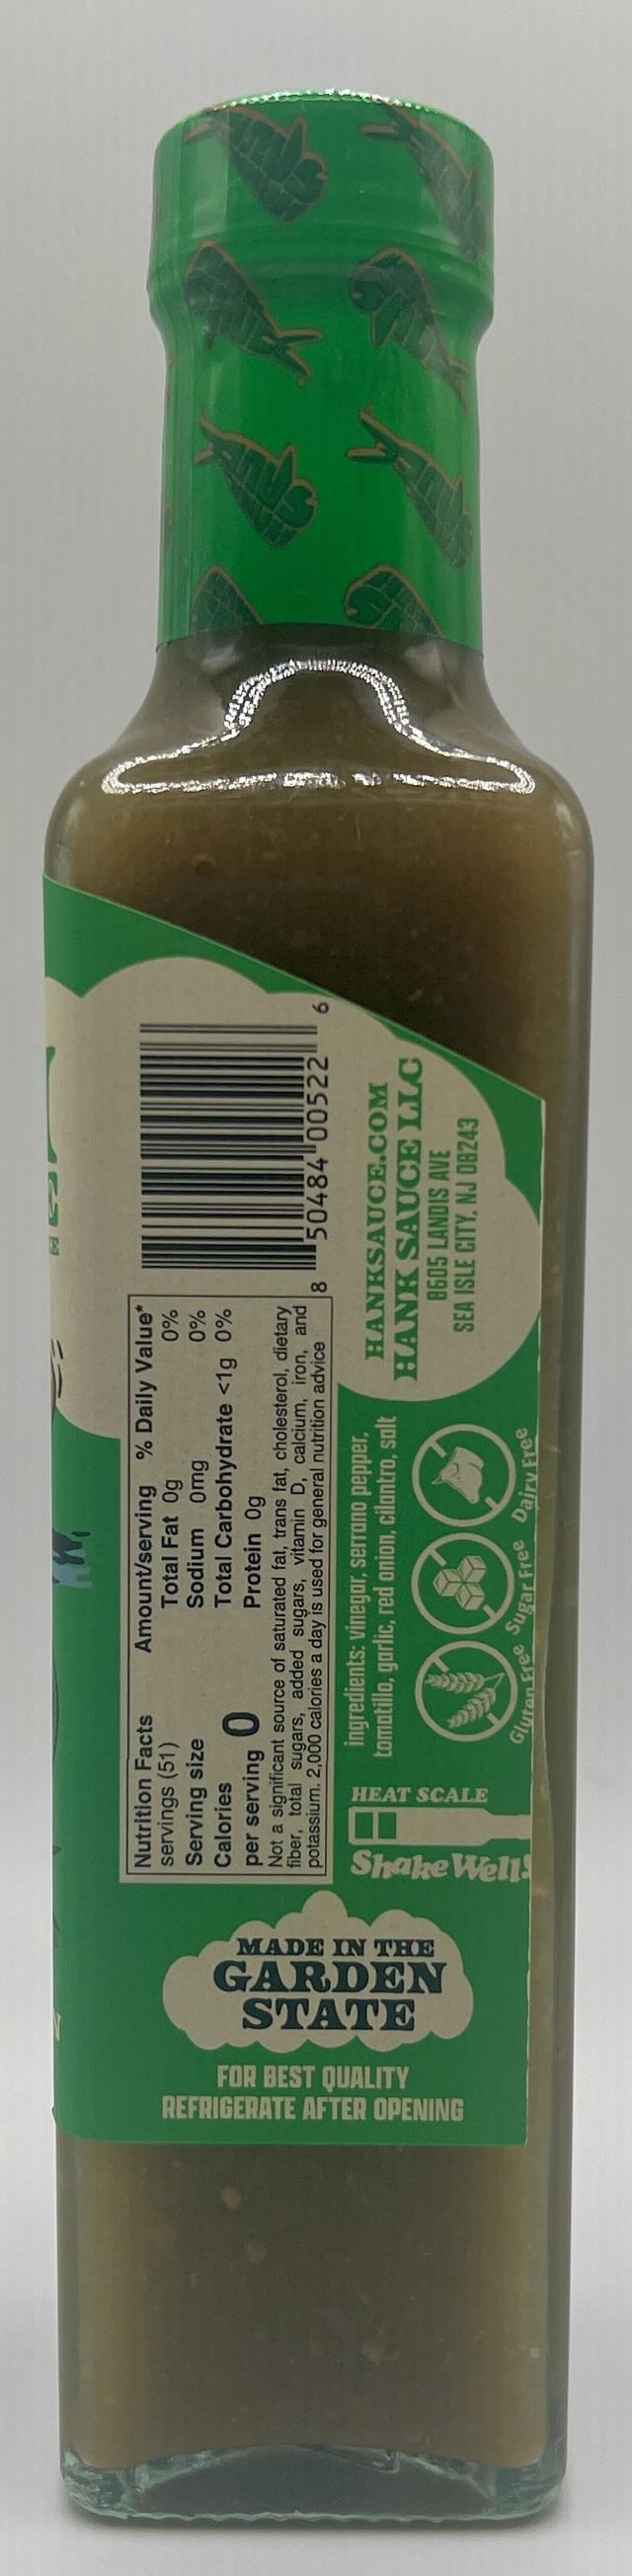 8 50484 00522 6
HANKSAUCE.COM
HANK SAUCE LLC
8605 LANDIS AVE
SEA ISLE CITY, NJ 08243
Nutrition Facts
servings (51)
Serving size
Calories
per serving 0
Amount/serving % Daily Value*
Total Fat 0g 0%
Sodium 0mg 0%
Total Carbohydrate <1g 0%
Protein 0g
Not a significant source of saturated fat, trans fat, cholesterol, dietary
fiber, total sugars, added sugars, vitamin D, calcium, iron, and
potassium. 2,000 calories a day is used for general nutrition advice
ingredients: vinegar, serrano pepper,
tomatillo, garlic, red onion, cilantro, salt
Gluten Free Sugar Free Dairy Free
HEAT SCALE
Shake Well!
MADE IN THE
GARDEN
STATE
FOR BEST QUALITY
REFRIGERATE AFTER OPENING